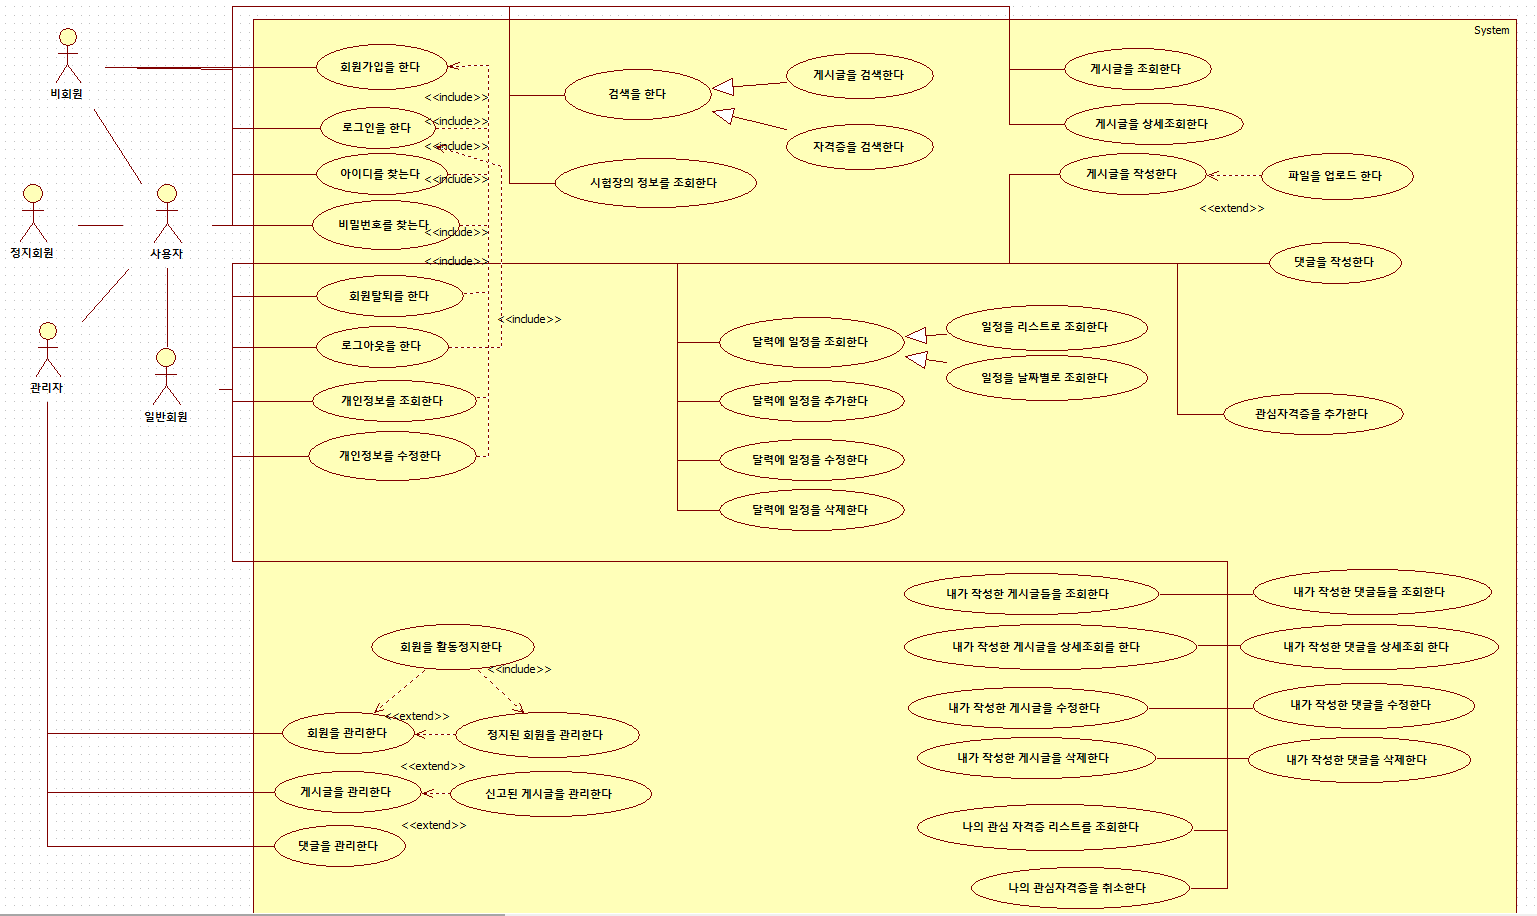 System
비회원
정지회원
사용자
관리자
일반회원
회원가입을 한다
<<include>>
<<include>>
로그인을 한다
<<include>>
아이디를 찾는다
<<include>>
비밀번호를 찾는다
<<include>>
<<include>>
회원탈퇴를 한다
<<include>>
로그아웃을 한다
개인정보를 조회한다
개인정보를 수정한다
검색을 한다
게시글을 검색한다
자격증을 검색한다
시험장의 정보를 조회한다
게시글을 조회한다
게시글을 상세조회한다
게시글을 작성한다
파일을 업로드 한다
<<extend>>
댓글을 작성한다
달력에 일정을 조회한다
일정을 리스트로 조회한다
일정을 날짜별로 조회한다
달력에 일정을 추가한다
달력에 일정을 수정한다
달력에 일정을 삭제한다
관심자격증을 추가한다
내가 작성한 게시글들을 조회한다
내가 작성한 댓글들을 조회한다
내가 작성한 게시글을 상세조회를 한다
내가 작성한 댓글을 상세조회 한다
내가 작성한 게시글을 수정한다
내가 작성한 댓글을 수정한다
내가 작성한 게시글을 삭제한다
내가 작성한 댓글을 삭제한다
나의 관심 자격증 리스트를 조회한다
나의 관심자격증을 취소한다
회원을 활동정지한다
<<include>>
<<extend>>
회원을 관리한다
정지된 회원을 관리한다
<<extend>>
게시글을 관리한다
신고된 게시글을 관리한다
<<extend>>
댓글을 관리한다